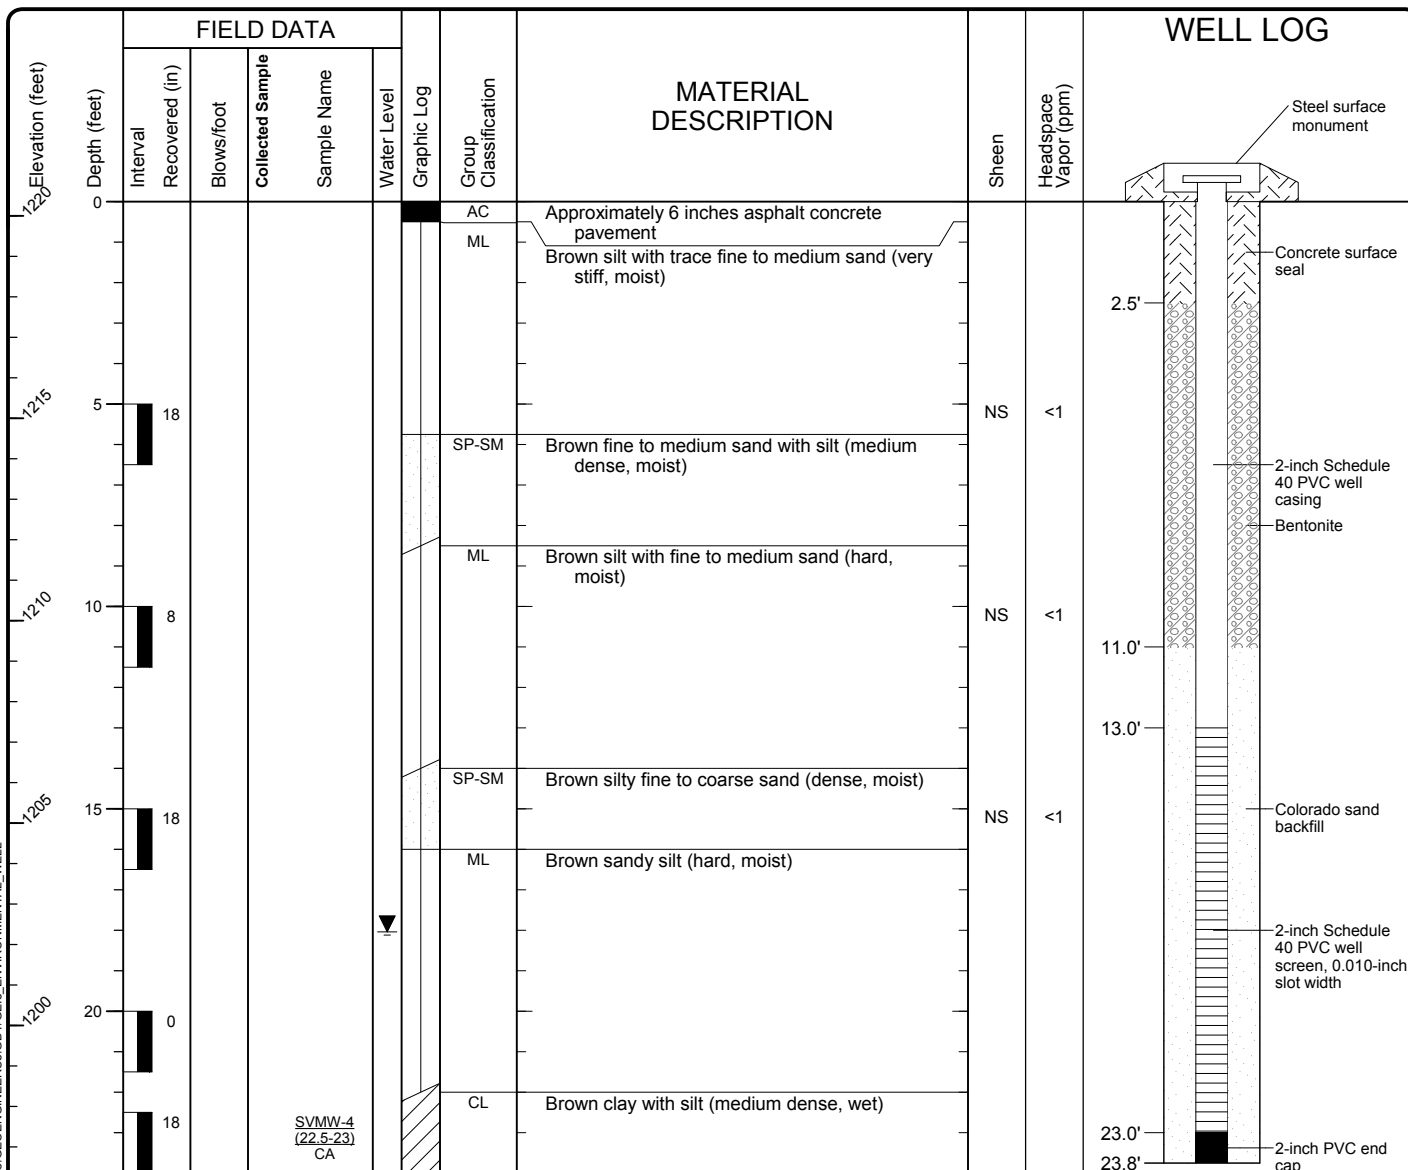 FIELD DATA
WELL LOG
Elevation (feet)
Depth (feet)
Interval
Recovered (in)
Blows/foot
Collected Sample
Sample Name
Water Level
Graphic Log
Group
Classification
MATERIAL
DESCRIPTION
Sheen
Headspace
Vapor (ppm)
Steel surface
monument
1220
0
AC
Approximately 6 inches asphalt concrete
pavement
ML
Brown silt with trace fine to medium sand (very
stiff, moist)
Concrete surface
seal
2.5'
1215
5
18
NS
<1
SP-SM
Brown fine to medium sand with silt (medium
dense, moist)
2-inch Schedule
40 PVC well
casing
Bentonite
ML
Brown silt with fine to medium sand (hard,
moist)
1210
10
8
NS
<1
11.0'
13.0'
SP-SM
Brown silty fine to coarse sand (dense, moist)
1205
15
18
NS
<1
Colorado sand
backfill
ML
Brown sandy silt (hard, moist)
2-inch Schedule
40 PVC well
screen, 0.010-inch
slot width
1200
20
0
CL
Brown clay with silt (medium dense, wet)
18
SVMW-4
(22.5-23)
CA
23.0'
2-inch PVC end
cap
23.8'